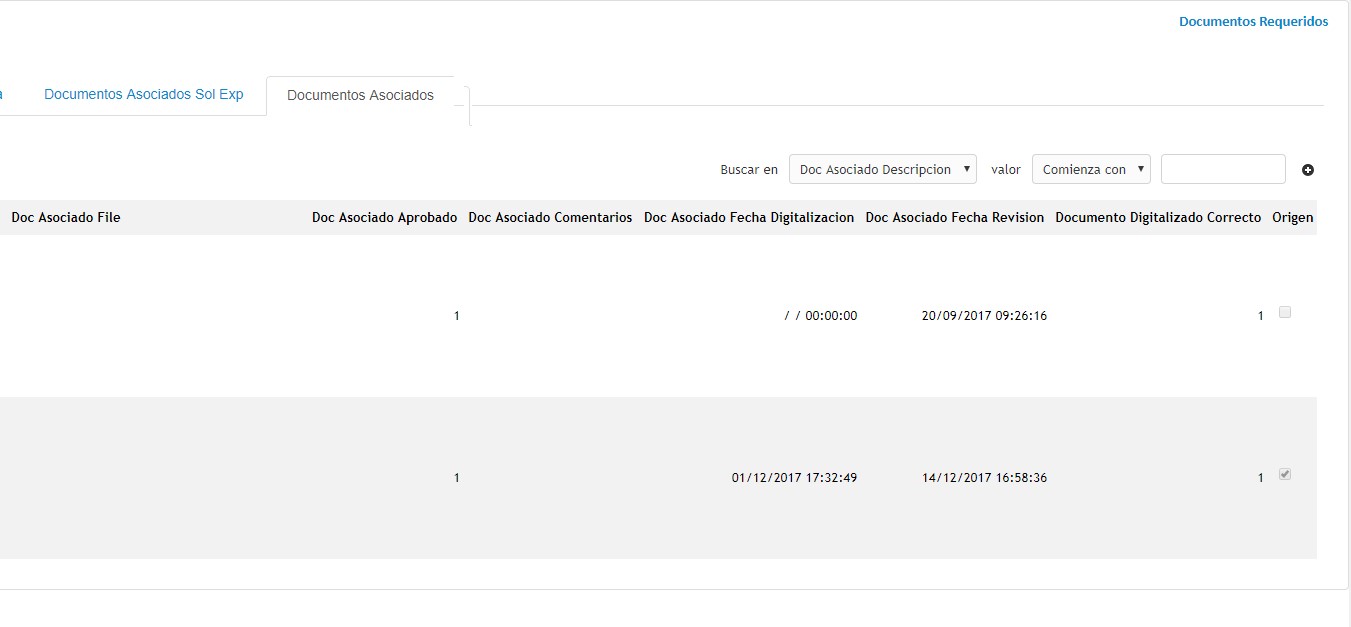 Documentos Requeridos
a Documentos Asociados Sol Exp Documentos Asociados
Buscar en Doc Asociado Descripcion valor Comienza con
Doc Asociado File Doc Asociado Aprobado Doc Asociado Comentarios Doc Asociado Fecha Digitalizacion Doc Asociado Fecha Revision Documento Digitalizado Correcto Origen
1 / / 00:00:00 20/09/2017 09:26:16 1
1 01/12/2017 17:32:49 14/12/2017 16:58:36 1